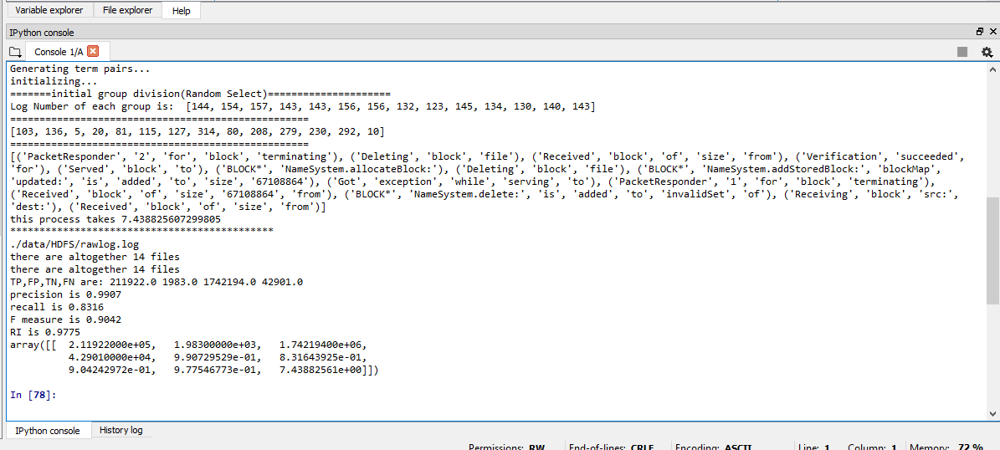 Variable explorer File explorer Help
IPython console
Console 1/A
Generating term pairs...
initializing...
=======initial group division(Random Select)=====================
Log Number of each group is:  [144, 154, 157, 143, 143, 156, 156, 132, 123, 145, 134, 130, 140, 143]
===================================================
[103, 136, 5, 20, 81, 115, 127, 314, 80, 208, 279, 230, 292, 10]
===================================================
[('PacketResponder', '2', 'for', 'block', 'terminating'), ('Deleting', 'block', 'file'), ('Received', 'block', 'of', 'size', 'from'), ('Verification', 'succeeded',
'for'), ('Served', 'block', 'to'), ('BLOCK*', 'NameSystem.allocateBlock:'), ('Deleting', 'block', 'file'), ('BLOCK*', 'NameSystem.addStoredBlock:', 'blockMap',
'updated:', 'is', 'added', 'to', 'size', '67108864'), ('Got', 'exception', 'while', 'serving', 'to'), ('PacketResponder', '1', 'for', 'block', 'terminating'),
('Received', 'block', 'of', 'size', '67108864', 'from'), ('BLOCK*', 'NameSystem.delete:', 'is', 'added', 'to', 'invalidSet', 'of'), ('Receiving', 'block', 'src:',
'dest:'), ('Received', 'block', 'of', 'size', 'from')]
this process takes 7.438825607299805
*********************************************
./data/HDFS/rawlog.log
there are altogether 14 files
there are altogether 14 files
TP,FP,TN,FN are: 211922.0 1983.0 1742194.0 42901.0
precision is 0.9907
recall is 0.8316
F measure is 0.9042
RI is 0.9775
array([[  2.11922000e+05,   1.98300000e+03,   1.74219400e+06,
4.29010000e+04,   9.90729529e-01,   8.31643925e-01,
9.04242972e-01,   9.77546773e-01,   7.43882561e+00]])
In [78]:
IPython console History log
Permissions: RW End-of-lines: CRLF Encoding: ASCII Line: 1 Column: 1 Memory: 72 %